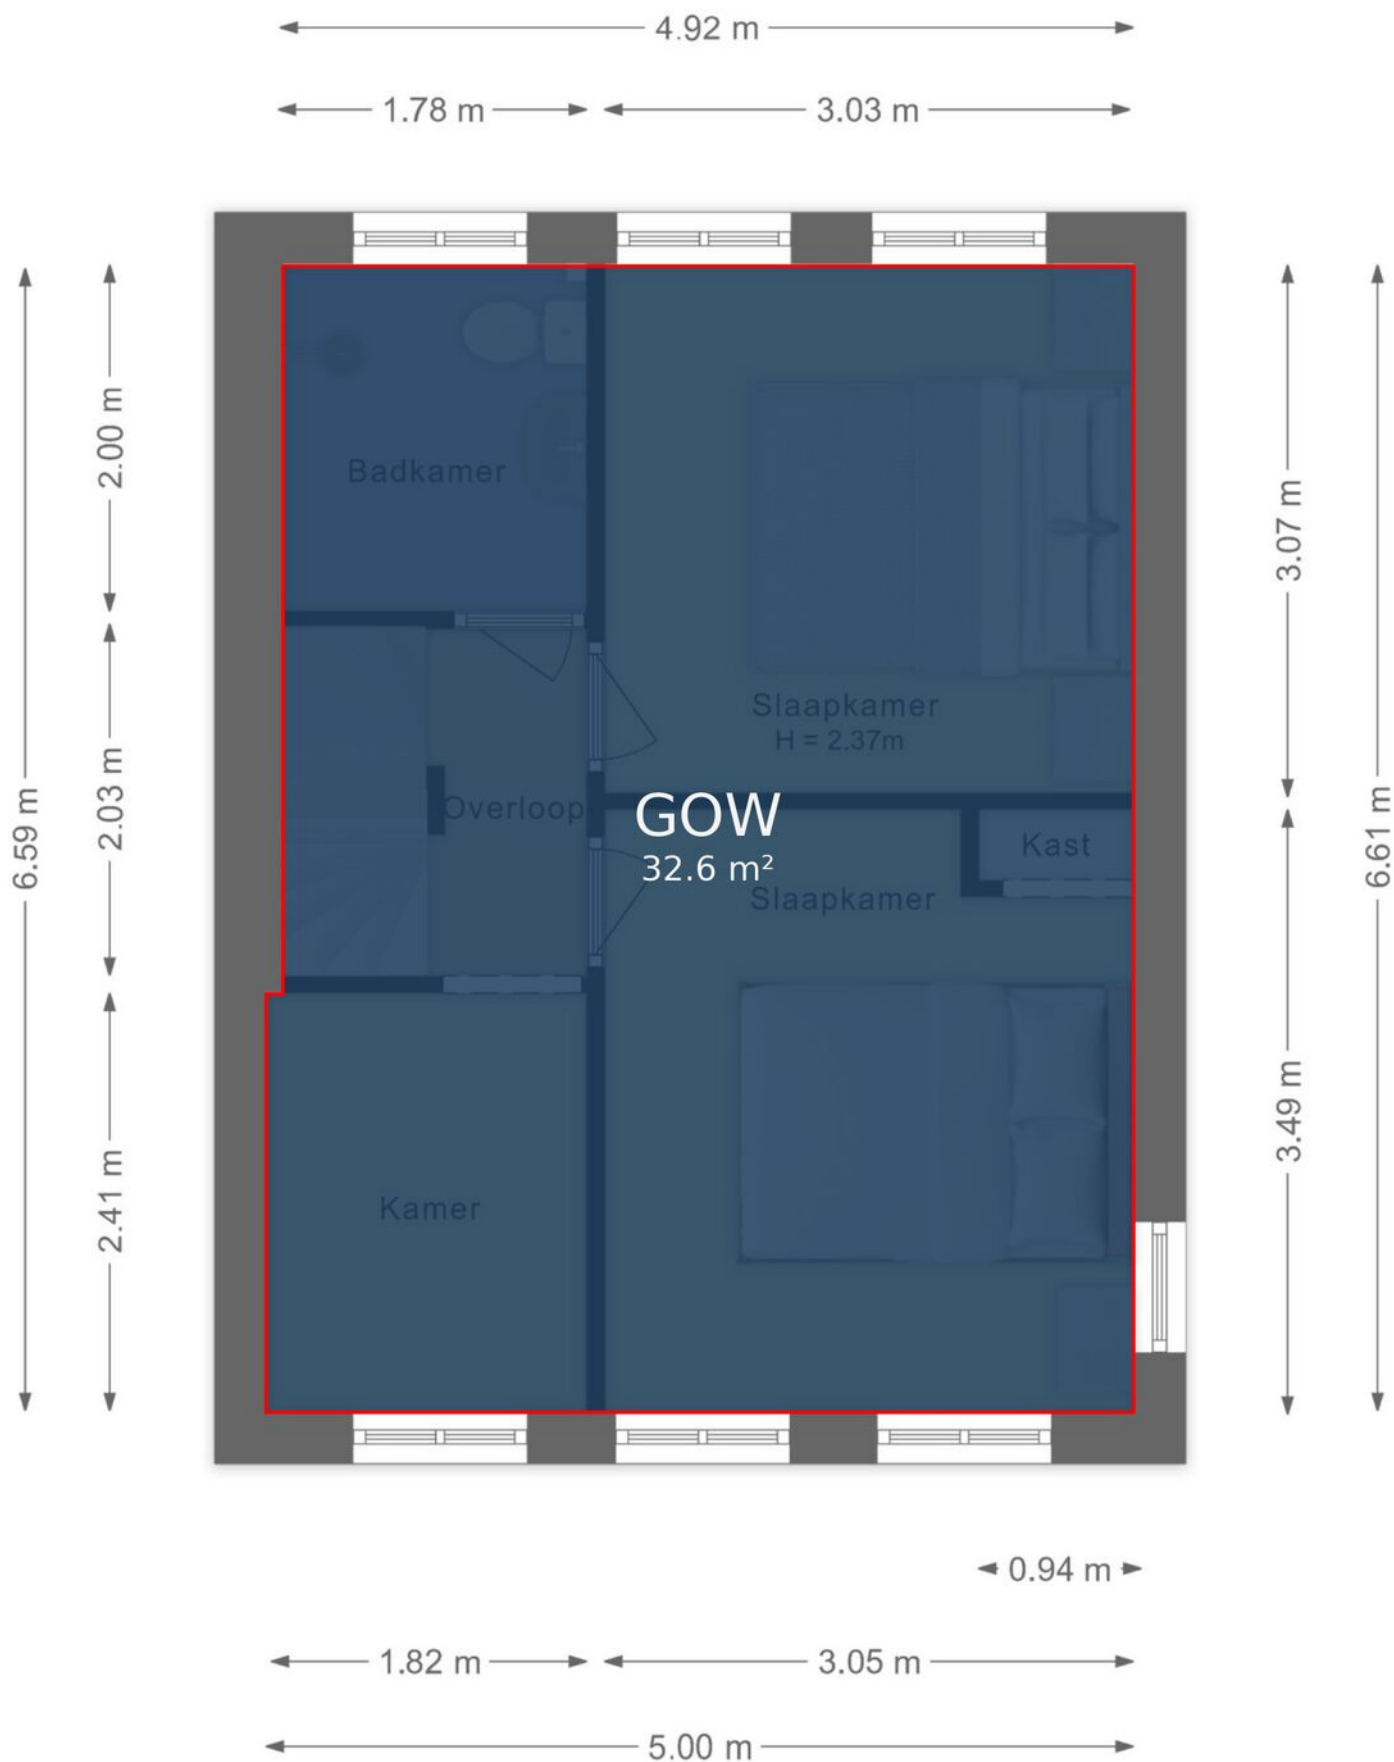 4.92 m
1.78 m
3.03 m
2.00 m
Badkamer
3.07 m
Slaapkamer
H = 2.37m
6.59 m
2.03 m
Overloop
GOW
32.6 m²
Kast
6.61 m
Slaapkamer
3.49 m
2.41 m
Kamer
0.94 m
1.82 m
3.05 m
5.00 m